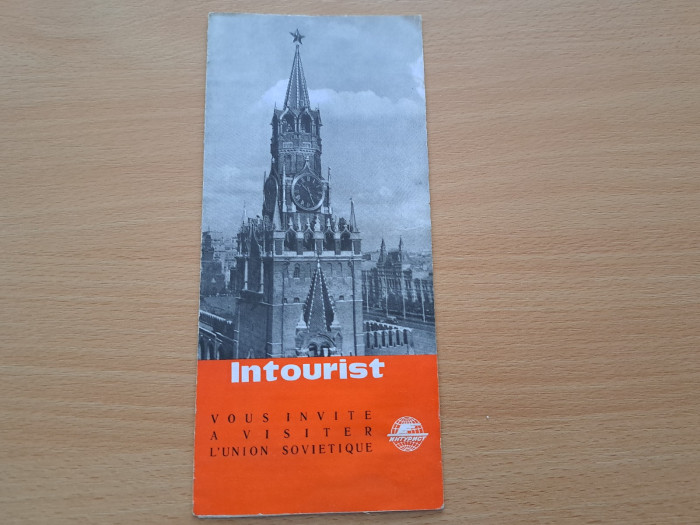 Intourist
VOUS INVITE
A VISITER
L'UNION SOVIETIQUE
ИНТУРИСТ